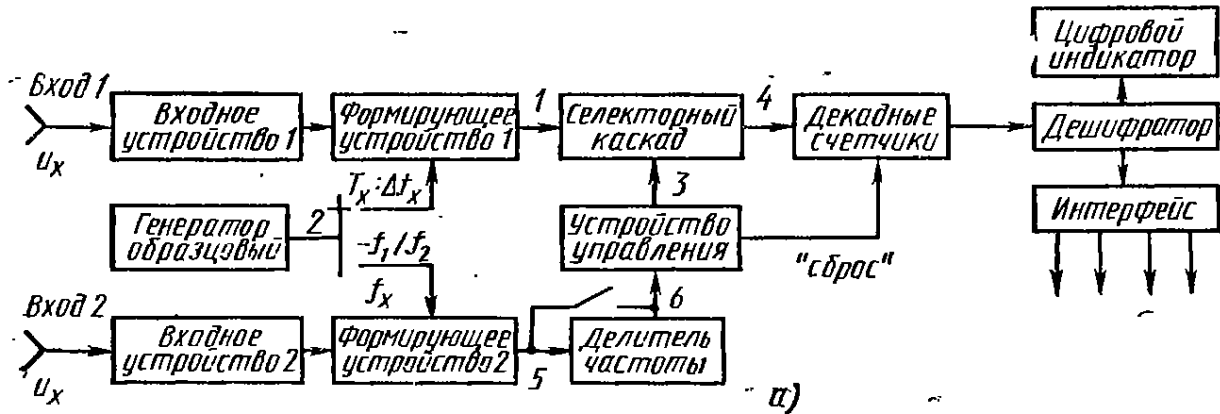 Вход 1
u_x
Входное
устройство 1
Формирующее
устройство 1
1
Селекторный
каскад
4
Декадные
счетчики
Цифровой
индикатор
Дешифратор
Интерфейс
T_x : Δt_x
3
Генератор
образцовый
2
-f_1/f_2
f_x
Устройство
управления
"сброс"
Вход 2
u_x
Входное
устройство 2
Формирующее
устройство 2
5
6
Делитель
частоты
а)